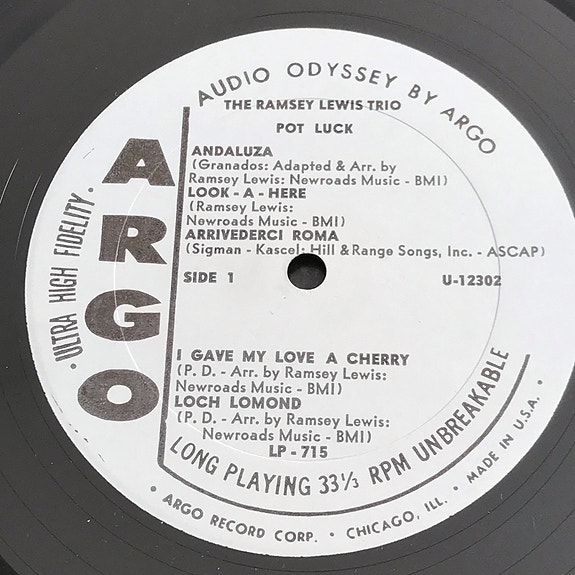 AUDIO ODYSSEY BY ARGO
THE RAMSEY LEWIS TRIO
POT LUCK
ARGO
· ULTRA HIGH FIDELITY ·
ANDALUZA
(Granados: Adapted & Arr. by
Ramsey Lewis: Newroads Music - BMI)
LOOK - A - HERE
(Ramsey Lewis:
Newroads Music - BMI)
ARRIVEDERCI ROMA
(Sigman - Kascel: Hill & Range Songs, Inc. - ASCAP)
SIDE 1
U-12302
I GAVE MY LOVE A CHERRY
(P. D. - Arr. by Ramsey Lewis:
Newroads Music - BMI)
LOCH LOMOND
(P. D. - Arr. by Ramsey Lewis:
Newroads Music - BMI)
LP - 715
LONG PLAYING 33 1/3 RPM UNBREAKABLE
· ARGO RECORD CORP. · CHICAGO, ILL. · MADE IN U.S.A. ·